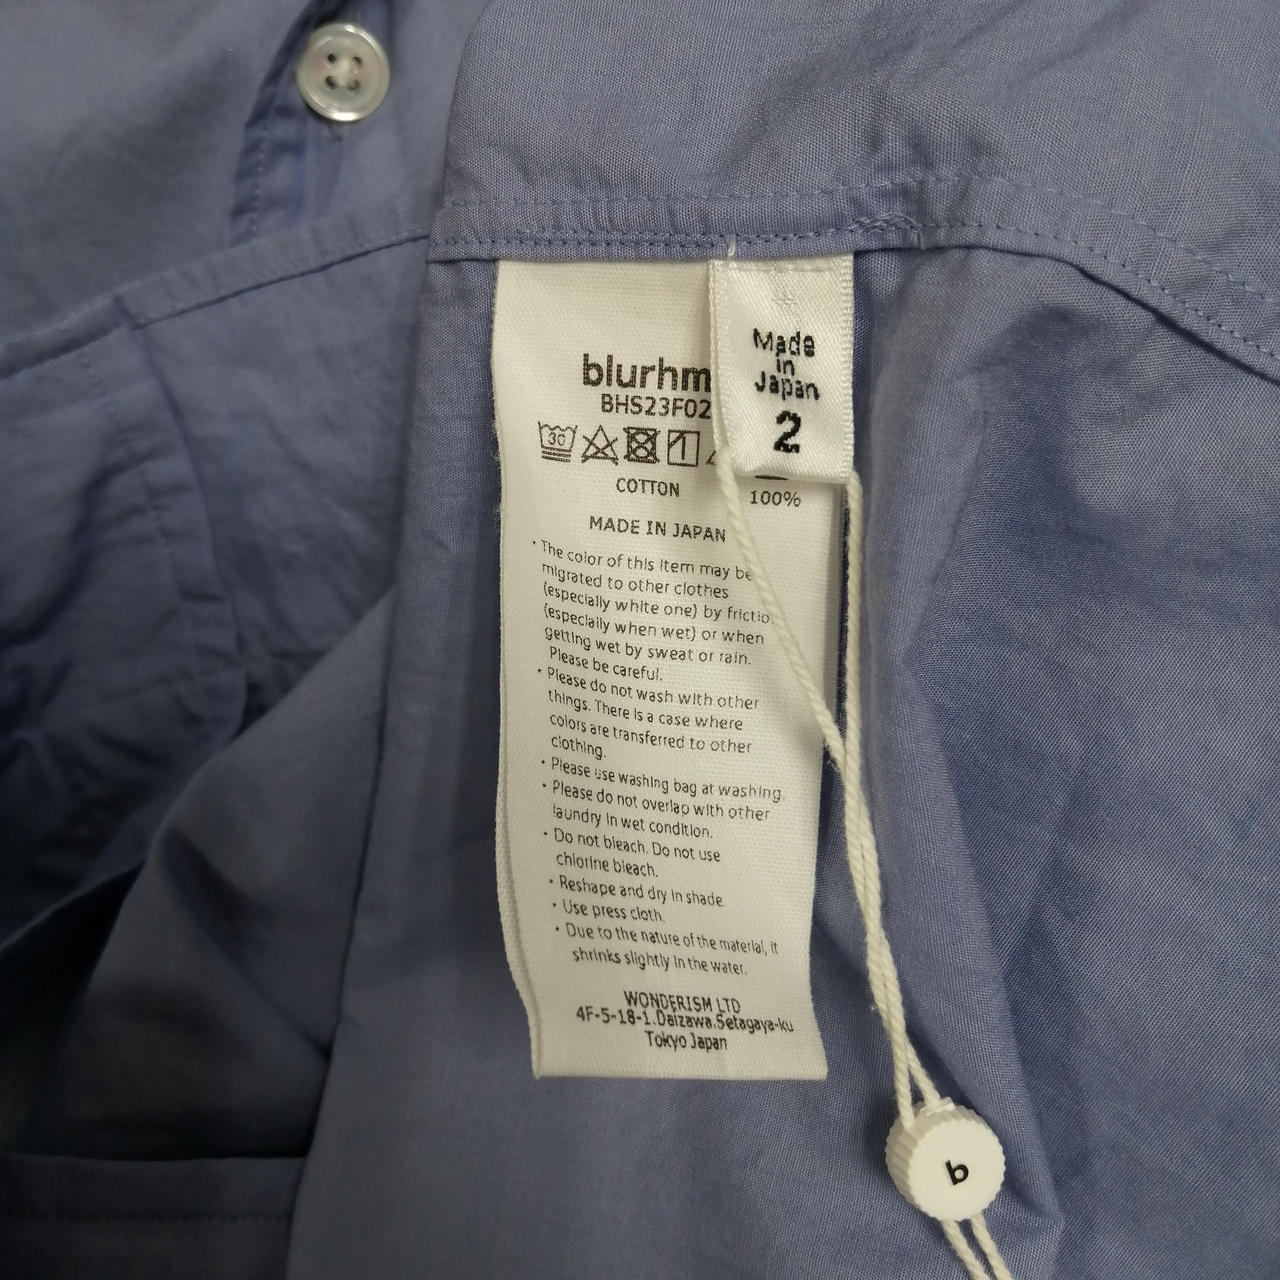 blurhm
BHS23F02
30
Made
in
Japan
2
COTTON 100%
MADE IN JAPAN
・The color of this item may be
migrated to other clothes
(especially white one) by frictio
(especially when wet) or when
getting wet by sweat or rain.
Please be careful.
・Please do not wash with other
things. There is a case where
colors are transferred to other
clothing.
・Please use washing bag at washing.
・Please do not overlap with other
laundry in wet condition.
・Do not bleach. Do not use
chlorine bleach.
・Reshape and dry in shade.
・Use press cloth.
・Due to the nature of the material, it
shrinks slightly in the water.
WONDERISM LTD
4F-5-18-1.Daizawa.Setagaya-ku
Tokyo Japan
b